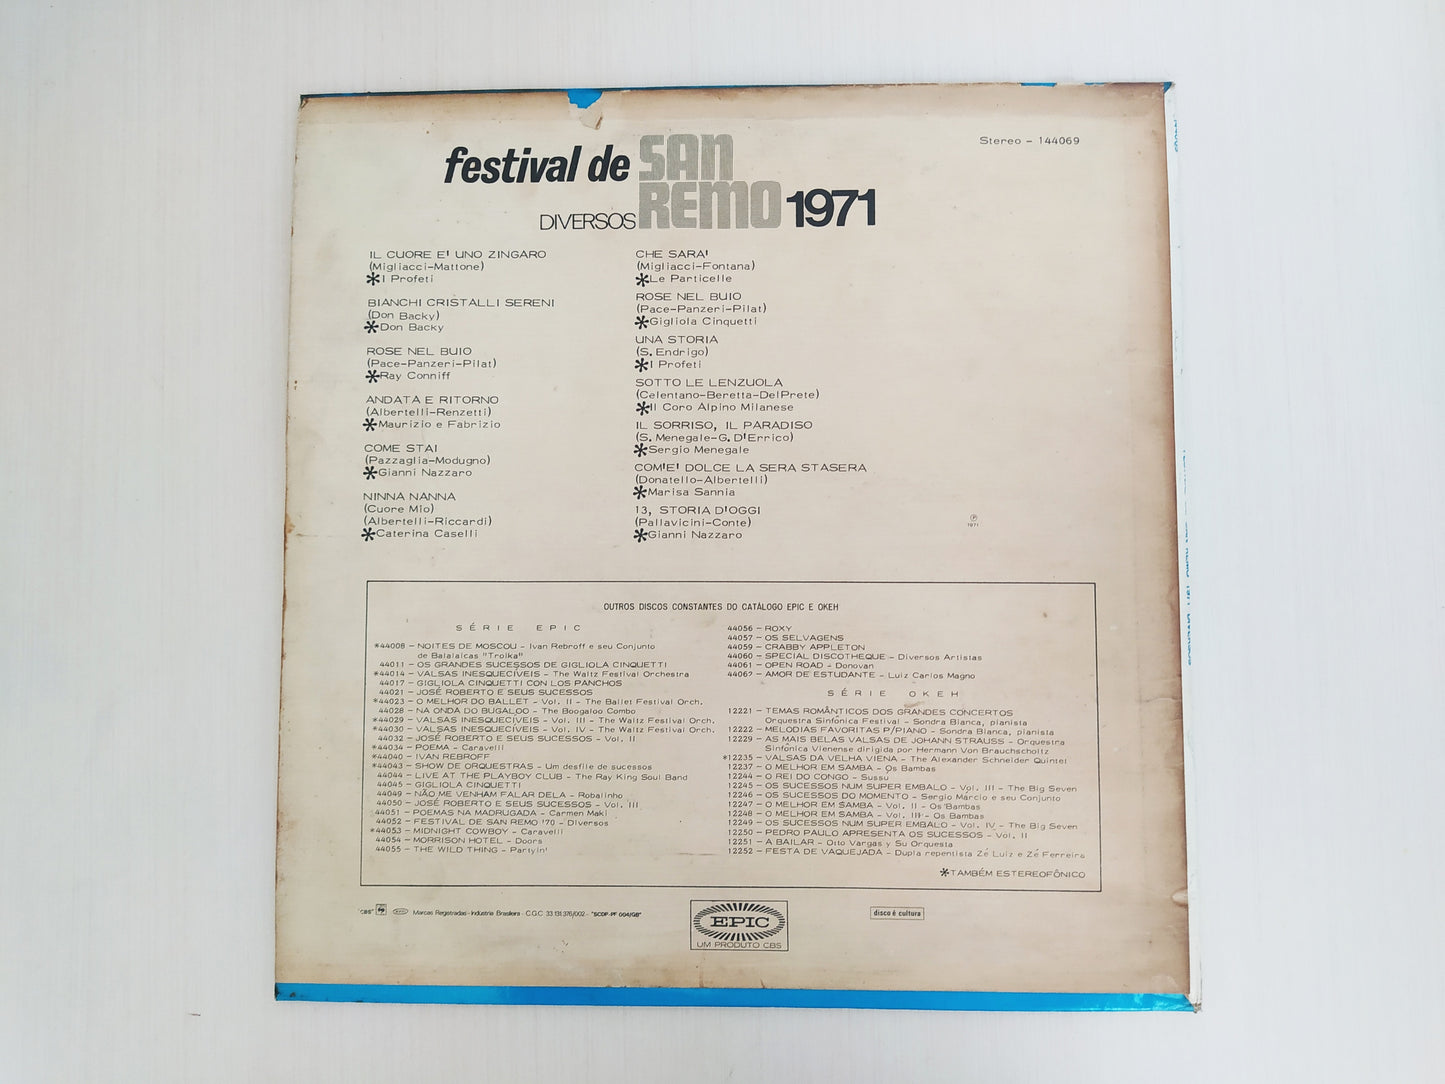 Stereo - 144069
festival de SAN REMO 1971
DIVERSOS
IL CUORE E' UNO ZINGARO
(Migliacci-Mattone)
*I Profeti
BIANCHI CRISTALLI SERENI
(Don Backy)
*Don Backy
ROSE NEL BUIO
(Pace-Panzeri-Pilat)
*Ray Conniff
ANDATA E RITORNO
(Albertelli-Renzetti)
*Maurizio e Fabrizio
COME STAI
(Pazzaglia-Modugno)
*Gianni Nazzaro
NINNA NANNA
(Cuore Mio)
(Albertelli-Riccardi)
*Caterina Caselli
CHE SARA'
(Migliacci-Fontana)
*Le Particelle
ROSE NEL BUIO
(Pace-Panzeri-Pilat)
*Gigliola Cinquetti
UNA STORIA
(S. Endrigo)
*I Profeti
SOTTO LE LENZUOLA
(Celentano-Beretta-DelPrete)
*Il Coro Alpino Milanese
IL SORRISO, IL PARADISO
(S. Menegale-G. D'Errico)
*Sergio Menegale
COM'E' DOLCE LA SERA STASERA
(Donatello-Albertelli)
*Marisa Sannia
13, STORIA D'OGGI
(Pallavicini-Conte)
*Gianni Nazzaro
℗
1971
OUTROS DISCOS CONSTANTES DO CATÁLOGO EPIC E OKEH
SÉRIE EPIC
*44008 - NOITES DE MOSCOU - Ivan Rebroff e seu Conjunto
de Balalaicas "Troika"
44011 - OS GRANDES SUCESSOS DE GIGLIOLA CINQUETTI
*44014 - VALSAS INESQUECÍVEIS - The Waltz Festival Orchestra
44017 - GIGLIOLA CINQUETTI CON LOS PANCHOS
44021 - JOSÉ ROBERTO E SEUS SUCESSOS
*44023 - O MELHOR DO BALLET - Vol. II - The Ballet Festival Orch.
44028 - NA ONDA DO BUGALOO - The Boogaloo Combo
*44029 - VALSAS INESQUECÍVEIS - Vol. III - The Waltz Festival Orch.
*44030 - VALSAS INESQUECÍVEIS - Vol. IV - The Waltz Festival Orch.
44032 - JOSÉ ROBERTO E SEUS SUCESSOS - Vol. II
*44034 - POEMA - Caravelli
*44040 - IVAN REBROFF
*44043 - SHOW DE ORQUESTRAS - Um desfile de sucessos
44044 - LIVE AT THE PLAYBOY CLUB - The Ray King Soul Band
44045 - GIGLIOLA CINQUETTI
44049 - NÃO ME VENHAM FALAR DELA - Robalinho
44050 - JOSÉ ROBERTO E SEUS SUCESSOS - Vol. III
44051 - POEMAS NA MADRUGADA - Carmen Maki
44052 - FESTIVAL DE SAN REMO '70 - Diversos
*44053 - MIDNIGHT COWBOY - Caravelli
44054 - MORRISON HOTEL - Doors
44055 - THE WILD THING - Partyin'
44056 - ROXY
44057 - OS SELVAGENS
44059 - CRABBY APPLETON
44060 - SPECIAL DISCOTHEQUE - Diversos Artistas
44061 - OPEN ROAD - Donovan
44062 - AMOR DE ESTUDANTE - Luiz Carlos Magno
SÉRIE OKEH
12221 - TEMAS ROMÂNTICOS DOS GRANDES CONCERTOS
Orquestra Sinfônica Festival - Sondra Bianca, pianista
12222 - MELODIAS FAVORITAS P/PIANO - Sondra Bianca, pianista
12229 - AS MAIS BELAS VALSAS DE JOHANN STRAUSS - Orquestra
Sinfônica Vienense dirigida por Hermann Von Brauchscholtz
*12235 - VALSAS DA VELHA VIENA - The Alexander Schneider Quintet
12237 - O MELHOR EM SAMBA - Os Bambas
12244 - O REI DO CONGO - Sussu
12245 - OS SUCESSOS NUM SUPER EMBALO - Vol. III - The Big Seven
12246 - OS SUCESSOS DO MOMENTO - Sergio Márcio e seu Conjunto
12247 - O MELHOR EM SAMBA - Vol. II - Os Bambas
12248 - O MELHOR EM SAMBA - Vol. III - Os Bambas
12249 - OS SUCESSOS NUM SUPER EMBALO - Vol. IV - The Big Seven
12250 - PEDRO PAULO APRESENTA OS SUCESSOS - Vol. II
12251 - A BAILAR - Otto Vargas y Su Orquesta
12252 - FESTA DE VAQUEJADA - Dupla repentista Zé Luiz e Zé Ferreira
*TAMBÉM ESTEREOFÔNICO
"CBS" EPIC Marcas Registradas - Indústria Brasileira - C.G.C. 33.131.376/002 - "SCDP-PF 004/GB"
EPIC
UM PRODUTO CBS
disco é cultura